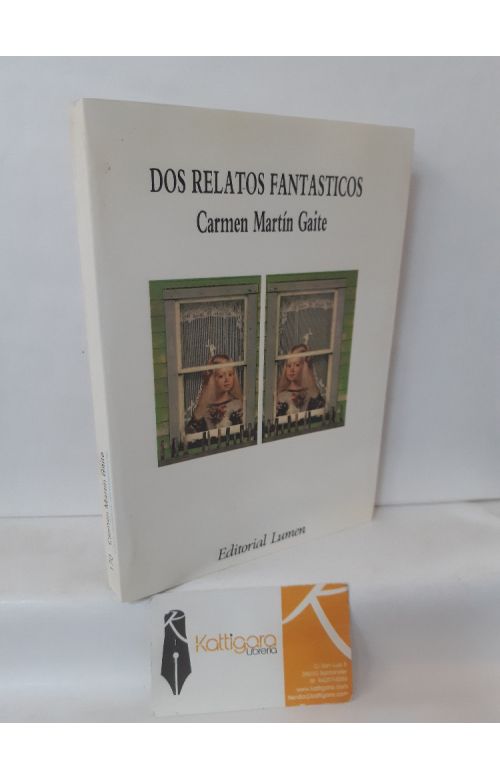 DOS RELATOS FANTASTICOS
Carmen Martín Gaite
Editorial Lumen
Carmen Martín Gaite
Kattigara
Librería
www.kattigara.com